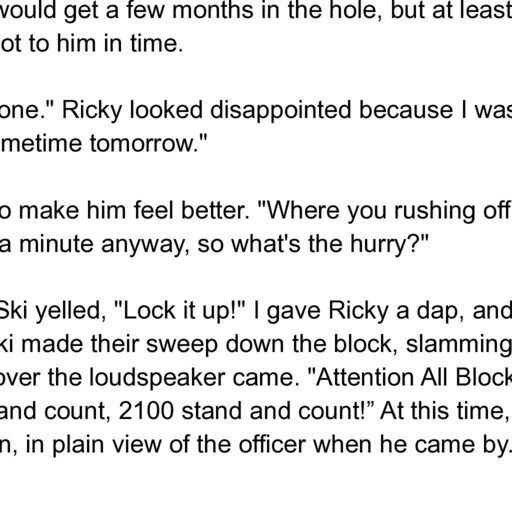 would get a few months in the hole, but at least
ot to him in time.
one." Ricky looked disappointed because I was
metime tomorrow."
o make him feel better. "Where you rushing off
a minute anyway, so what's the hurry?"
Ski yelled, "Lock it up!" I gave Ricky a dap, and
ki made their sweep down the block, slamming
over the loudspeaker came. "Attention All Block
and count, 2100 stand and count!” At this time,
n, in plain view of the officer when he came by.